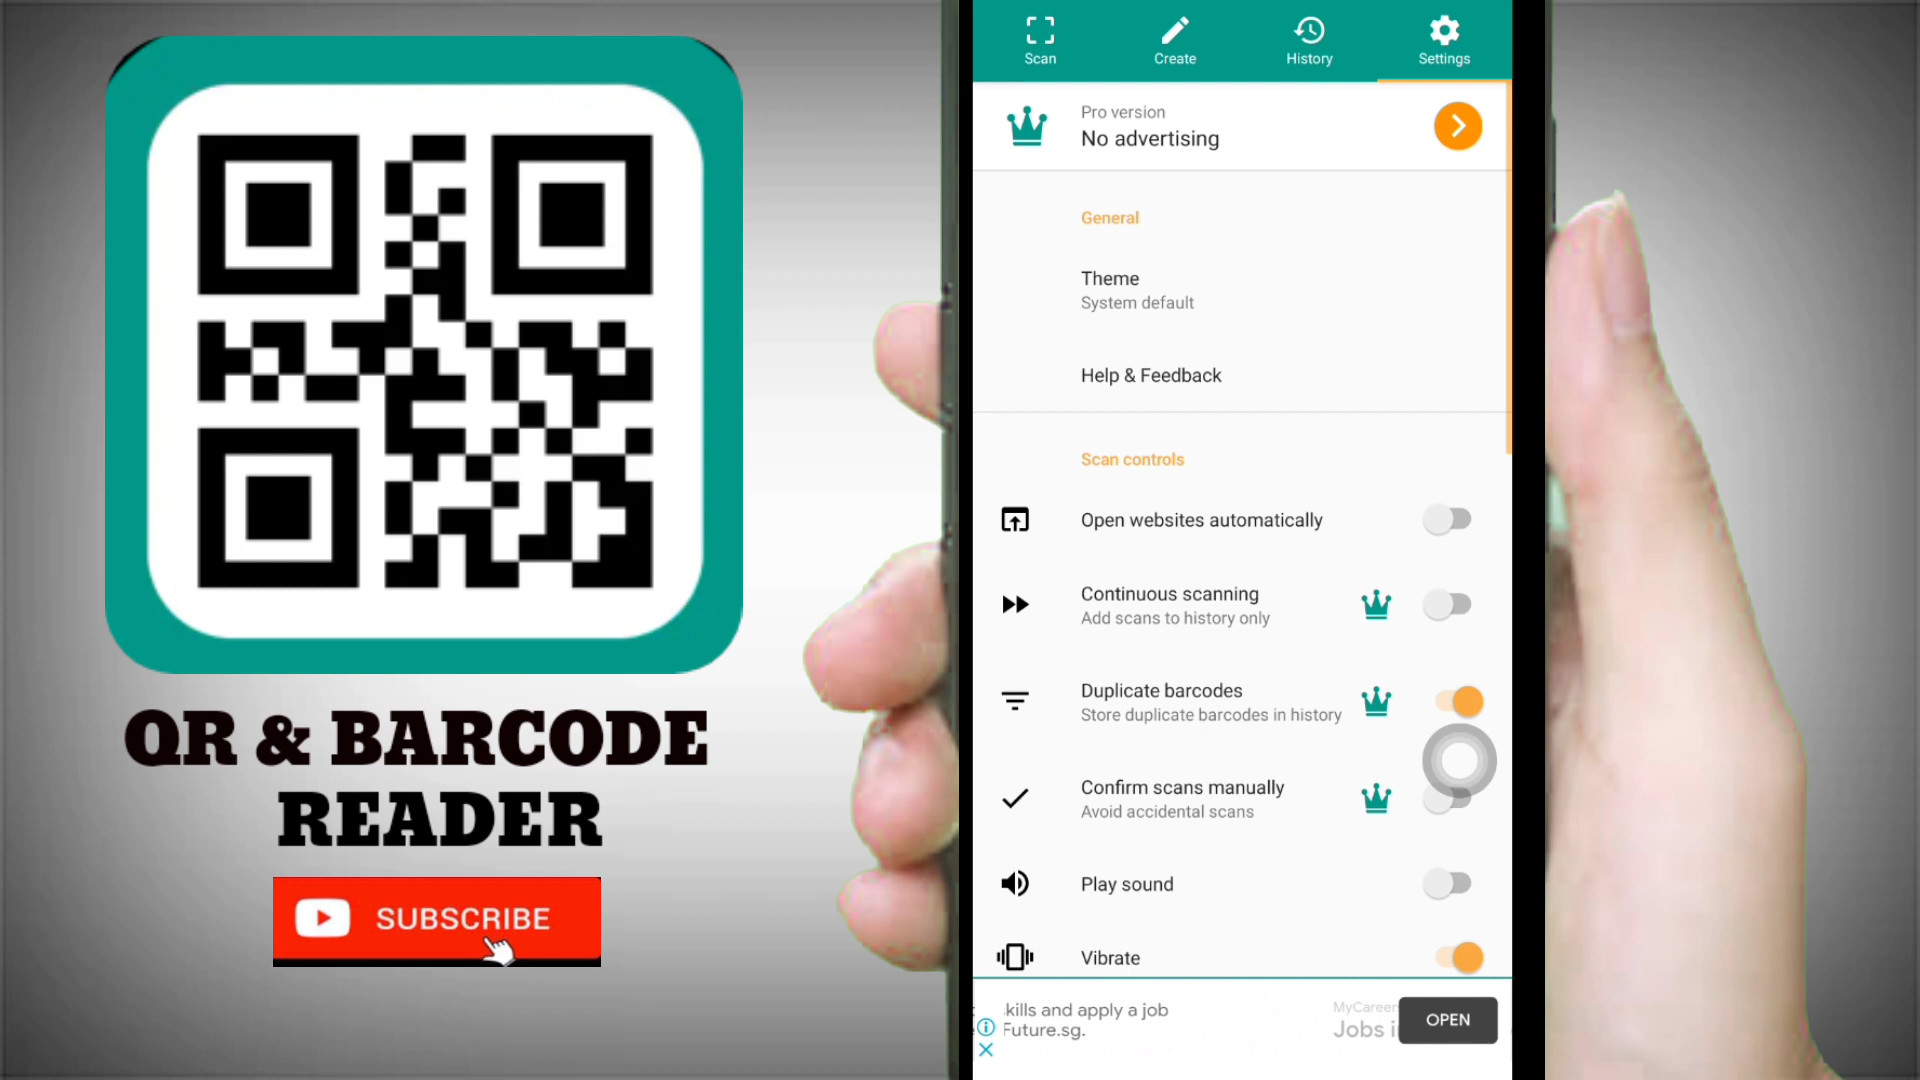 Scan
Create
History
Settings
Pro version
No advertising
General
Theme
System default
Help & Feedback
Scan controls
Open websites automatically
Continuous scanning
Add scans to history only
Duplicate barcodes
Store duplicate barcodes in history
Confirm scans manually
Avoid accidental scans
Play sound
Vibrate
kills and apply a job
Future.sg.
MyCareer
Jobs i
OPEN
QR & BARCODE
READER
SUBSCRIBE